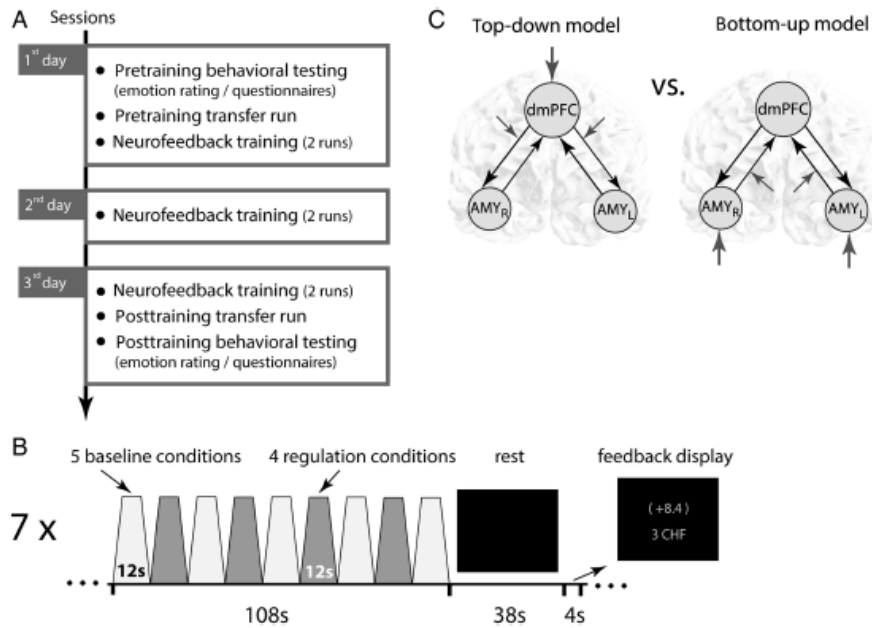 A
Sessions
1st day
● Pretraining behavioral testing
(emotion rating / questionnaires)
● Pretraining transfer run
● Neurofeedback training (2 runs)
2nd day
● Neurofeedback training (2 runs)
3rd day
● Neurofeedback training (2 runs)
● Posttraining transfer run
● Posttraining behavioral testing
(emotion rating / questionnaires)
C
Top-down model
dmPFC
AMYR
AMYL
vs.
Bottom-up model
dmPFC
AMYR
AMYL
B
5 baseline conditions
4 regulation conditions
rest
feedback display
7 x
12s
12s
(+8.4)
3 CHF
108s
38s
4s